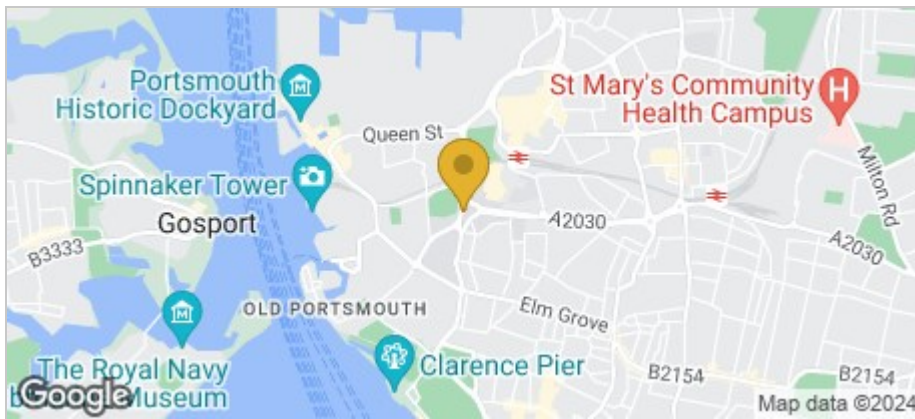 Portsmouth
Historic Dockyard
St Mary's Community
Health Campus
H
Queen St
Milton Rd
Spinnaker Tower
Gosport
B3333
A2030
A2030
OLD PORTSMOUTH
Elm Grove
M
M
The Royal Navy
Museum
Clarence Pier
B2154
B2154
Google
Map data ©2024